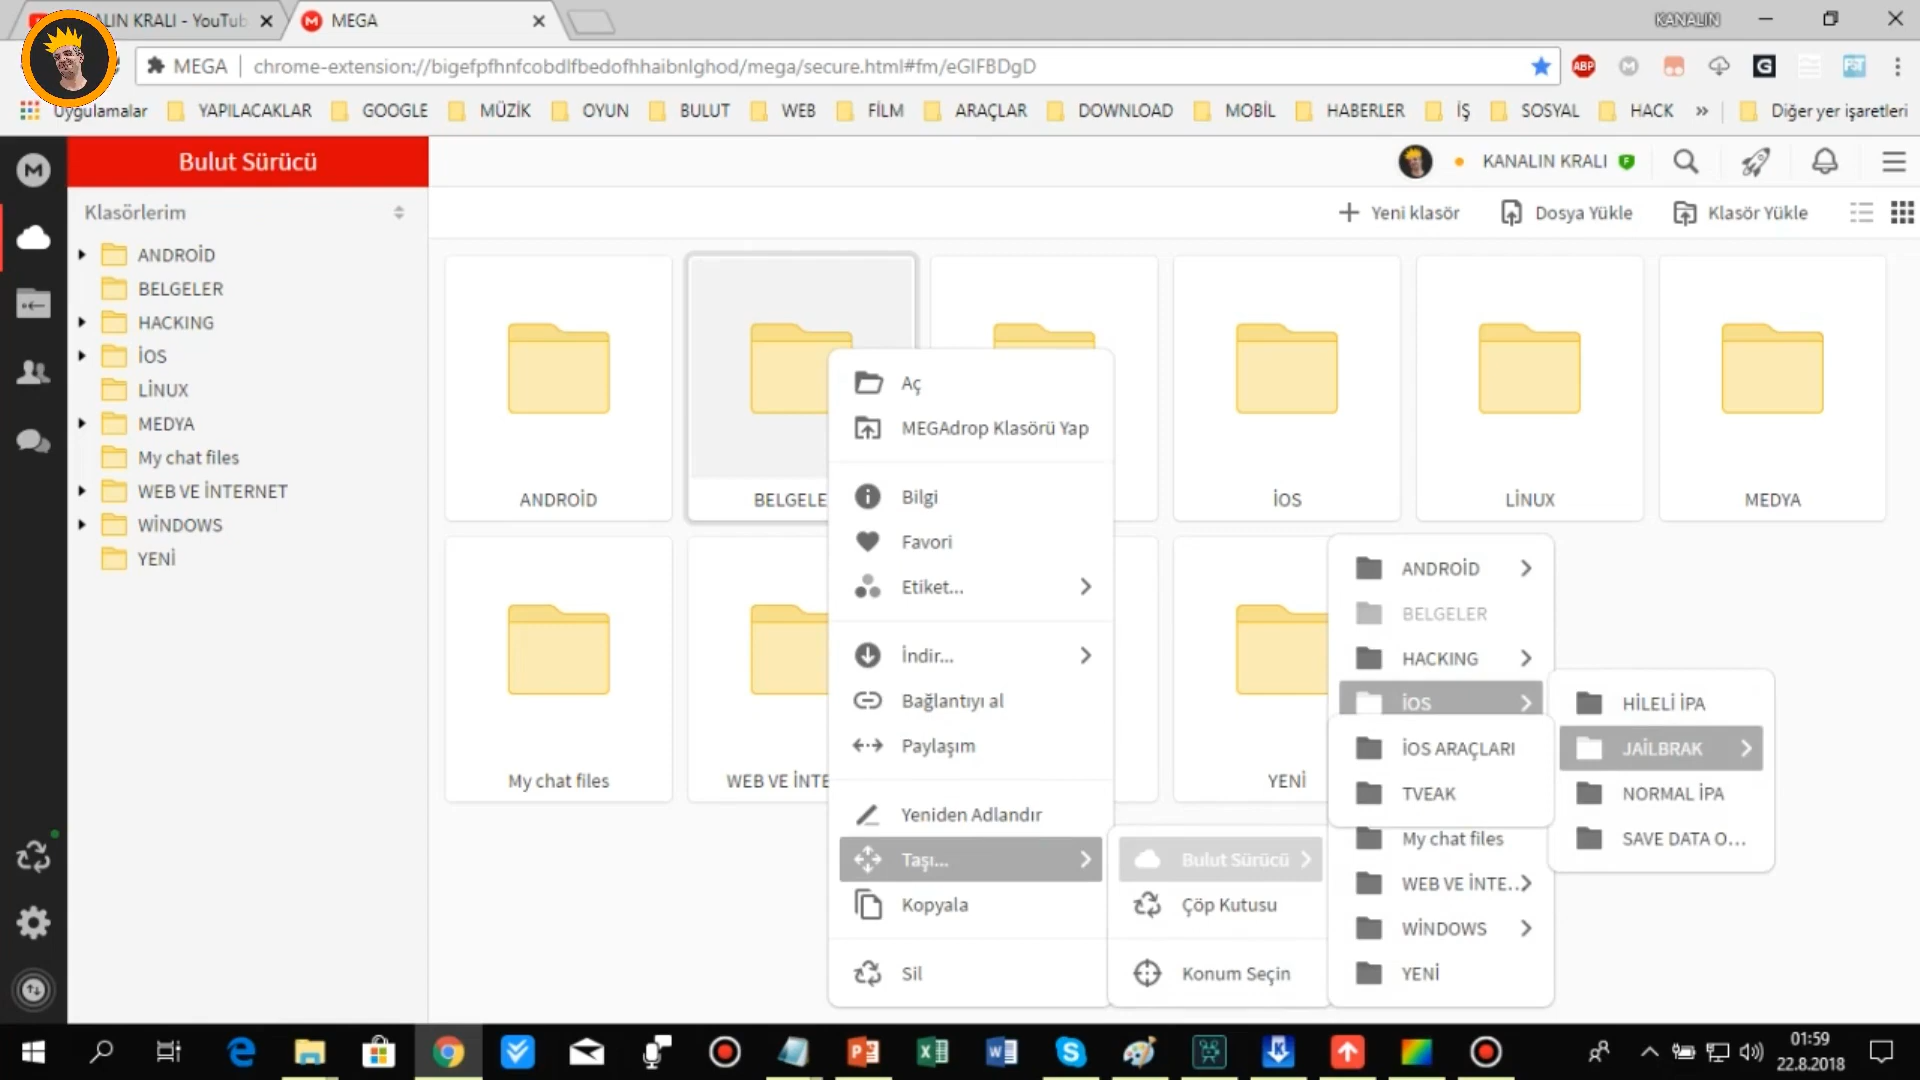 ALIN KRALI - YouTub
MEGA
KANALIN
MEGA
chrome-extension://bigefpfhnfcobdlfbedofhhaibnlghod/mega/secure.html#fm/eGlFBDgD
ABP
G
Uygulamalar
YAPILACAKLAR
GOOGLE
MÜZİK
OYUN
BULUT
WEB
FİLM
ARAÇLAR
DOWNLOAD
MOBİL
HABERLER
İŞ
SOSYAL
HACK
»
Diğer yer işaretleri
Bulut Sürücü
KANALIN KRALI
Klasörlerim
Yeni klasör
Dosya Yükle
Klasör Yükle
ANDROİD
BELGELER
HACKING
İOS
LİNUX
MEDYA
My chat files
WEB VE İNTERNET
WİNDOWS
YENİ
ANDROİD
BELGELE
İOS
LİNUX
MEDYA
My chat files
WEB VE İNTE
YENİ
Aç
MEGAdrop Klasörü Yap
Bilgi
Favori
Etiket...
İndir...
Bağlantıyı al
Paylaşım
Yeniden Adlandır
Taşı...
Kopyala
Sil
Bulut Sürücü
Çöp Kutusu
Konum Seçin
ANDROİD
BELGELER
HACKING
İOS
İOS ARAÇLARI
TVEAK
My chat files
WEB VE İNTE...
WİNDOWS
YENİ
HİLELİ İPA
JAİLBRAK
NORMAL İPA
SAVE DATA O...
01:59
22.8.2018